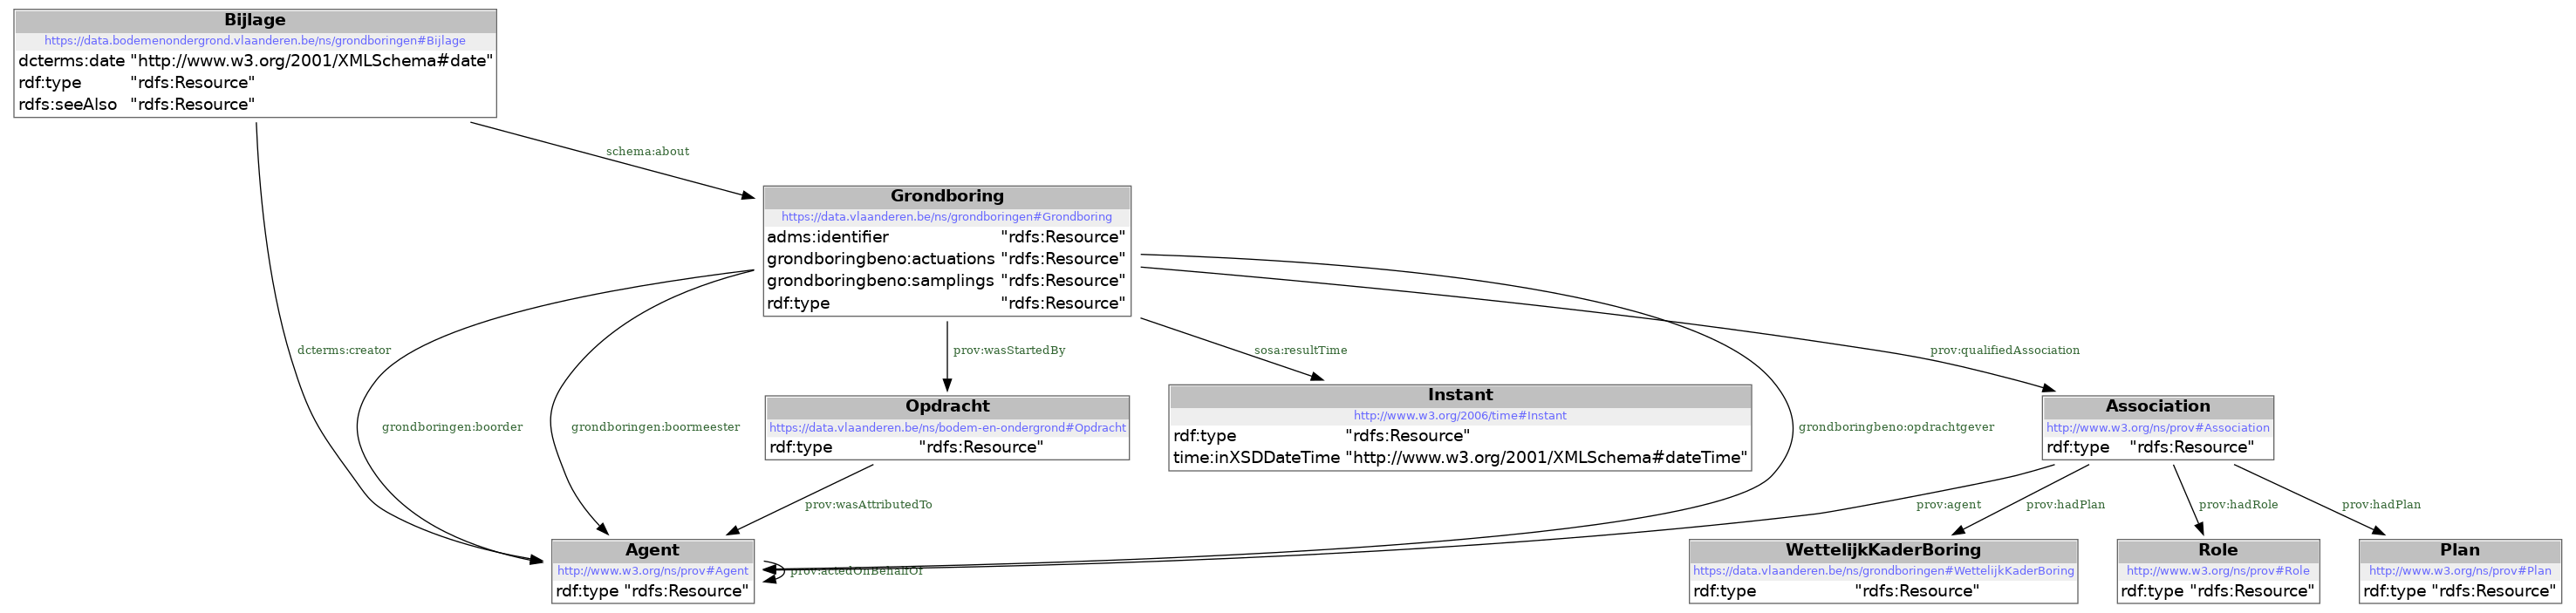 Bijlage
https://data.bodemenondergrond.vlaanderen.be/ns/grondboringen#Bijlage
dcterms:date "http://www.w3.org/2001/XMLSchema#date"
rdf:type "rdfs:Resource"
rdfs:seeAlso "rdfs:Resource"
schema:about
Grondboring
https://data.vlaanderen.be/ns/grondboringen#Grondboring
adms:identifier "rdfs:Resource"
grondboringbeno:actuations "rdfs:Resource"
grondboringbeno:samplings "rdfs:Resource"
rdf:type "rdfs:Resource"
dcterms:creator
prov:wasStartedBy
sosa:resultTime
prov:qualifiedAssociation
grondboringen:boorder
grondboringen:boormeester
Opdracht
https://data.vlaanderen.be/ns/bodem-en-ondergrond#Opdracht
rdf:type "rdfs:Resource"
Instant
http://www.w3.org/2006/time#Instant
rdf:type "rdfs:Resource"
time:inXSDDateTime "http://www.w3.org/2001/XMLSchema#dateTime"
grondboringbeno:opdrachtgever
Association
http://www.w3.org/ns/prov#Association
rdf:type "rdfs:Resource"
prov:wasAttributedTo
prov:agent
prov:hadPlan
prov:hadRole
prov:hadPlan
Agent
http://www.w3.org/ns/prov#Agent
rdf:type "rdfs:Resource"
prov:actedOnBehalfOf
WettelijkKaderBoring
https://data.vlaanderen.be/ns/grondboringen#WettelijkKaderBoring
rdf:type "rdfs:Resource"
Role
http://www.w3.org/ns/prov#Role
rdf:type "rdfs:Resource"
Plan
http://www.w3.org/ns/prov#Plan
rdf:type "rdfs:Resource"